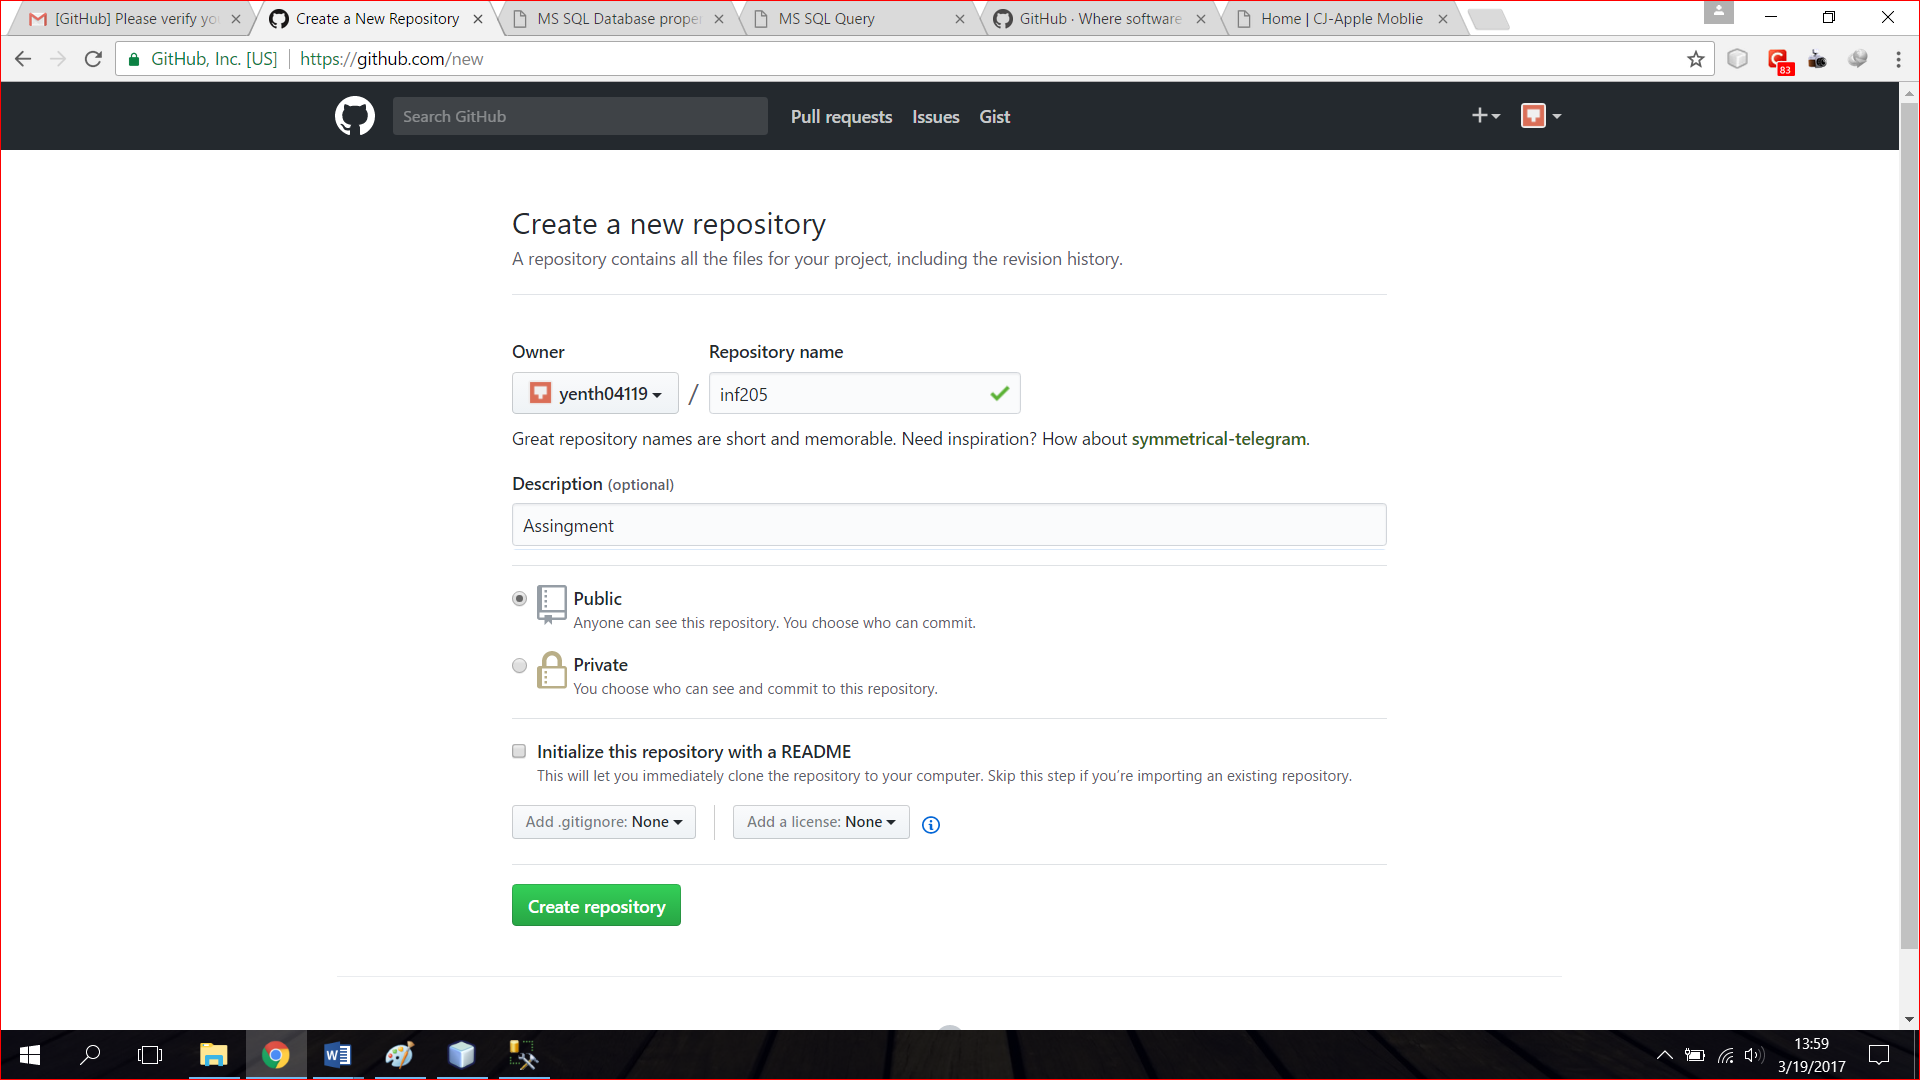 [GitHub] Please verify yo
Create a New Repository
MS SQL Database prope
MS SQL Query
GitHub · Where software
Home | CJ-Apple Moblie
GitHub, Inc. [US]
https://github.com/new
83
Search GitHub
Pull requests
Issues
Gist
Create a new repository
A repository contains all the files for your project, including the revision history.
Owner
Repository name
yenth04119 / inf205
Great repository names are short and memorable. Need inspiration? How about symmetrical-telegram.
Description (optional)
Assingment
Public
Anyone can see this repository. You choose who can commit.
Private
You choose who can see and commit to this repository.
Initialize this repository with a README
This will let you immediately clone the repository to your computer. Skip this step if you’re importing an existing repository.
Add .gitignore: None
Add a license: None
Create repository
13:59
3/19/2017